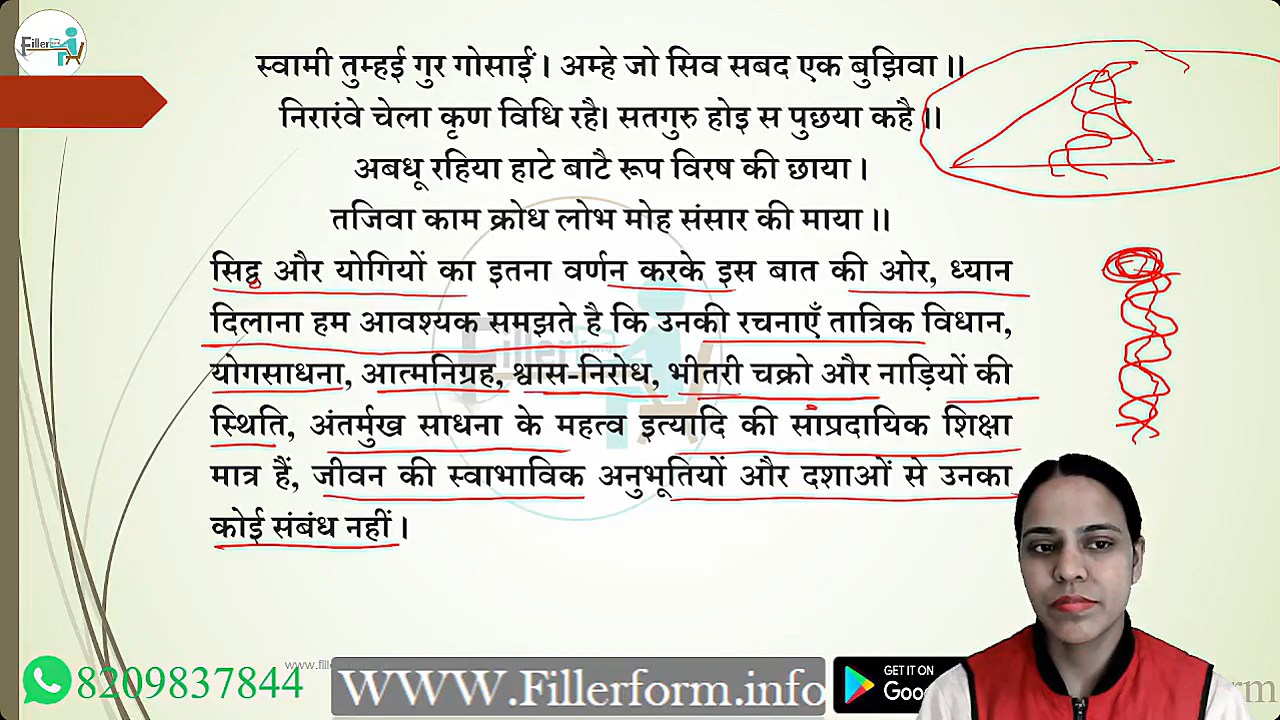 Filler
स्वामी तुम्हई गुर गोसाईं। अम्हे जो सिव सबद एक बुझिवा॥
निरारंवे चेला कृण विधि रहै। सतगुरु होइ स पुछया कहै॥
अबधू रहिया हाटे बाटै रूप विरष की छाया।
तजिवा काम क्रोध लोभ मोह संसार की माया॥
सिद्ध और योगियों का इतना वर्णन करके इस बात की ओर, ध्यान
दिलाना हम आवश्यक समझते है कि उनकी रचनाएँ तात्रिक विधान,
योगसाधना, आत्मनिग्रह, श्वास-निरोध, भीतरी चक्रो और नाड़ियों की
स्थिति, अंतर्मुख साधना के महत्व इत्यादि की साप्रदायिक शिक्षा
मात्र हैं, जीवन की स्वाभाविक अनुभूतियों और दशाओं से उनका
कोई संबंध नहीं।
8209837844
WWW.Fillerform.info
GET IT ON